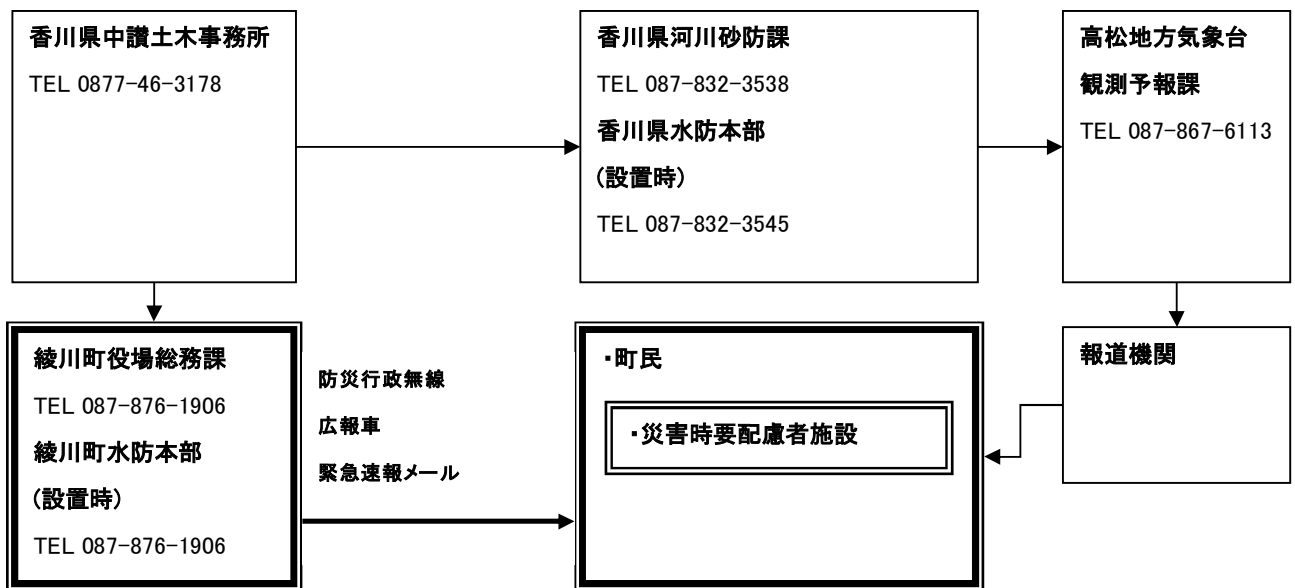 香川県中讃土木事務所
TEL 0877-46-3178
香川県河川砂防課
TEL 087-832-3538
香川県水防本部
(設置時)
TEL 087-832-3545
高松地方気象台
観測予報課
TEL 087-867-6113
綾川町役場総務課
TEL 087-876-1906
綾川町水防本部
(設置時)
TEL 087-876-1906
防災行政無線
広報車
緊急速報メール
・町民
・災害時要配慮者施設
報道機関